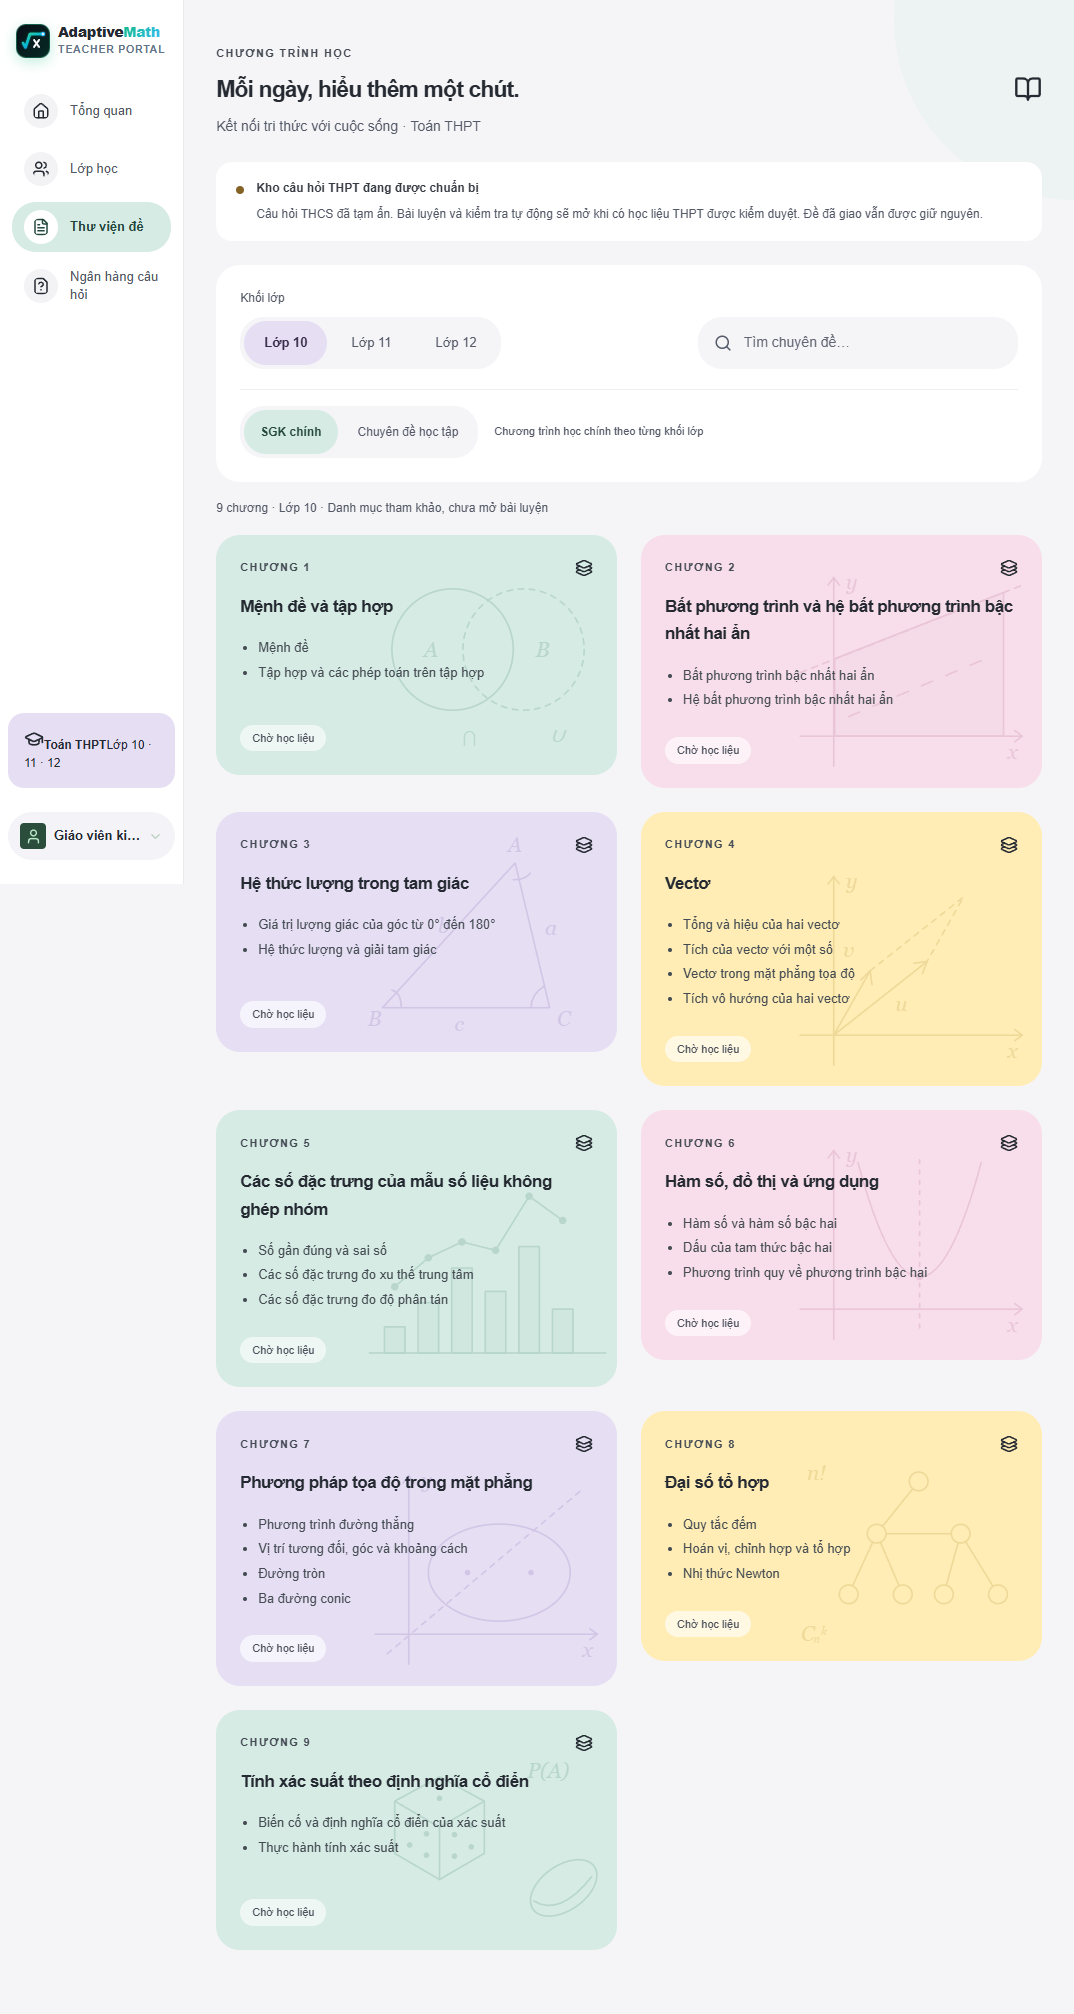 AdaptiveMath
TEACHER PORTAL
Tổng quan
Lớp học
Thư viện đề
Ngân hàng câu
hỏi
Toán THPTLớp 10 ·
11 · 12
Giáo viên ki...
CHƯƠNG TRÌNH HỌC
Mỗi ngày, hiểu thêm một chút.
Kết nối tri thức với cuộc sống · Toán THPT
Kho câu hỏi THPT đang được chuẩn bị
Câu hỏi THCS đã tạm ẩn. Bài luyện và kiểm tra tự động sẽ mở khi có học liệu THPT được kiểm duyệt. Đề đã giao vẫn được giữ nguyên.
Khối lớp
Lớp 10 Lớp 11 Lớp 12
Tìm chuyên đề...
SGK chính Chuyên đề học tập Chương trình học chính theo từng khối lớp
9 chương · Lớp 10 · Danh mục tham khảo, chưa mở bài luyện
CHƯƠNG 1
Mệnh đề và tập hợp
• Mệnh đề
• Tập hợp và các phép toán trên tập hợp
A B
Chờ học liệu
∩ ∪
CHƯƠNG 2
y
Bất phương trình và hệ bất phương trình bậc
nhất hai ẩn
• Bất phương trình bậc nhất hai ẩn
• Hệ bất phương trình bậc nhất hai ẩn
Chờ học liệu
x
CHƯƠNG 3
A
Hệ thức lượng trong tam giác
• Giá trị lượng giác của góc từ 0° đến 180°
• Hệ thức lượng và giải tam giác
b a
Chờ học liệu
B c C
CHƯƠNG 4
Vectơ
y
• Tổng và hiệu của hai vectơ
• Tích của vectơ với một số
• Vectơ trong mặt phẳng tọa độ
• Tích vô hướng của hai vectơ
v
u
Chờ học liệu
x
CHƯƠNG 5
Các số đặc trưng của mẫu số liệu không
ghép nhóm
• Số gần đúng và sai số
• Các số đặc trưng đo xu thế trung tâm
• Các số đặc trưng đo độ phân tán
Chờ học liệu
CHƯƠNG 6
y
Hàm số, đồ thị và ứng dụng
• Hàm số và hàm số bậc hai
• Dấu của tam thức bậc hai
• Phương trình quy về phương trình bậc hai
Chờ học liệu
x
CHƯƠNG 7
Phương pháp tọa độ trong mặt phẳng
• Phương trình đường thẳng
• Vị trí tương đối, góc và khoảng cách
• Đường tròn
• Ba đường conic
Chờ học liệu
x
CHƯƠNG 8
n!
Đại số tổ hợp
• Quy tắc đếm
• Hoán vị, chỉnh hợp và tổ hợp
• Nhị thức Newton
Chờ học liệu
Cₙᵏ
CHƯƠNG 9
P(A)
Tính xác suất theo định nghĩa cổ điển
• Biến cố và định nghĩa cổ điển của xác suất
• Thực hành tính xác suất
Chờ học liệu